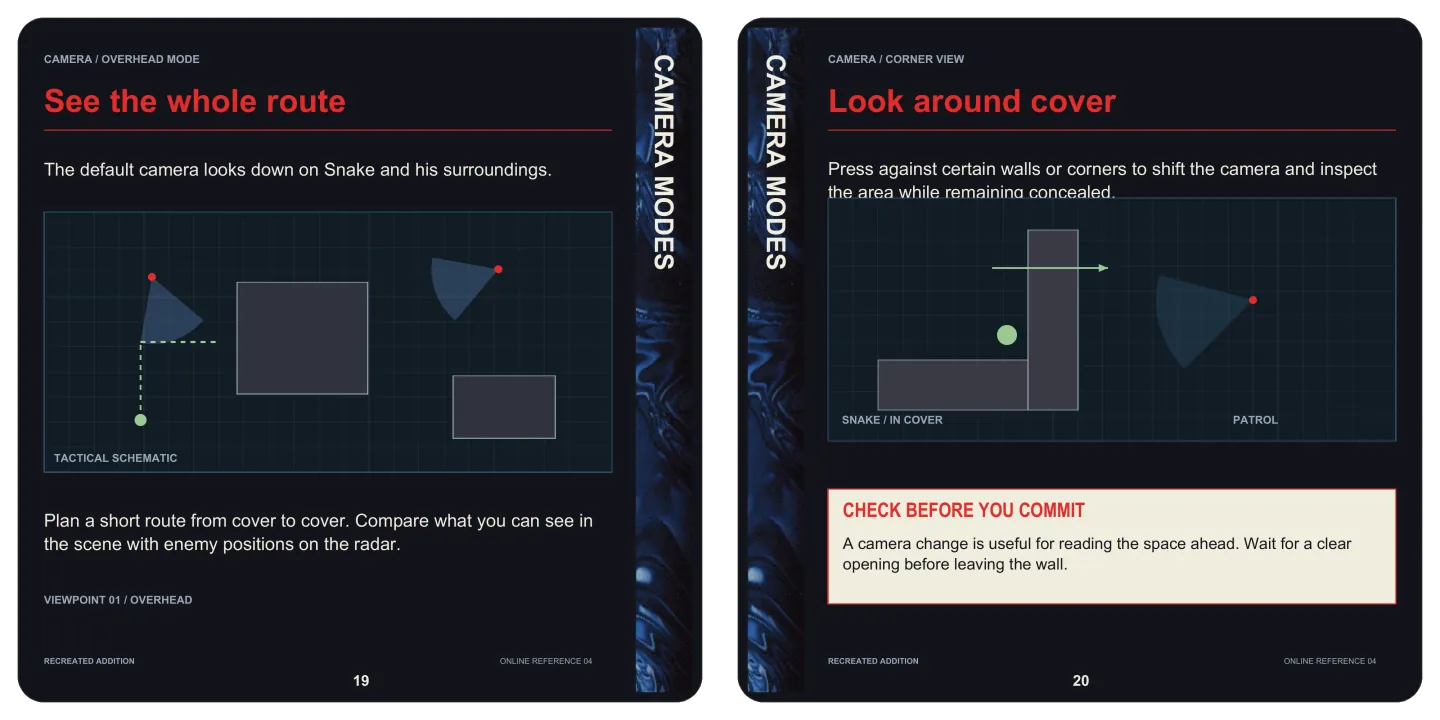 CAMERA / OVERHEAD MODE
See the whole route
The default camera looks down on Snake and his surroundings.
TACTICAL SCHEMATIC
Plan a short route from cover to cover. Compare what you can see in
the scene with enemy positions on the radar.
VIEWPOINT 01 / OVERHEAD
RECREATED ADDITION
ONLINE REFERENCE 04
19
CAMERA MODES
CAMERA MODES
CAMERA / CORNER VIEW
Look around cover
Press against certain walls or corners to shift the camera and inspect
the area while remaining concealed.
SNAKE / IN COVER
PATROL
CHECK BEFORE YOU COMMIT
A camera change is useful for reading the space ahead. Wait for a clear
opening before leaving the wall.
RECREATED ADDITION
ONLINE REFERENCE 04
20